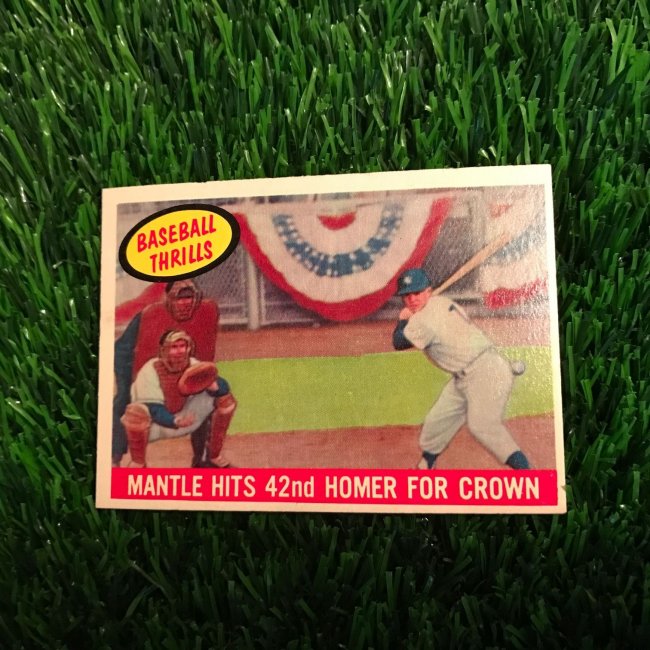 BASEBALL
THRILLS
MANTLE HITS 42nd HOMER FOR CROWN